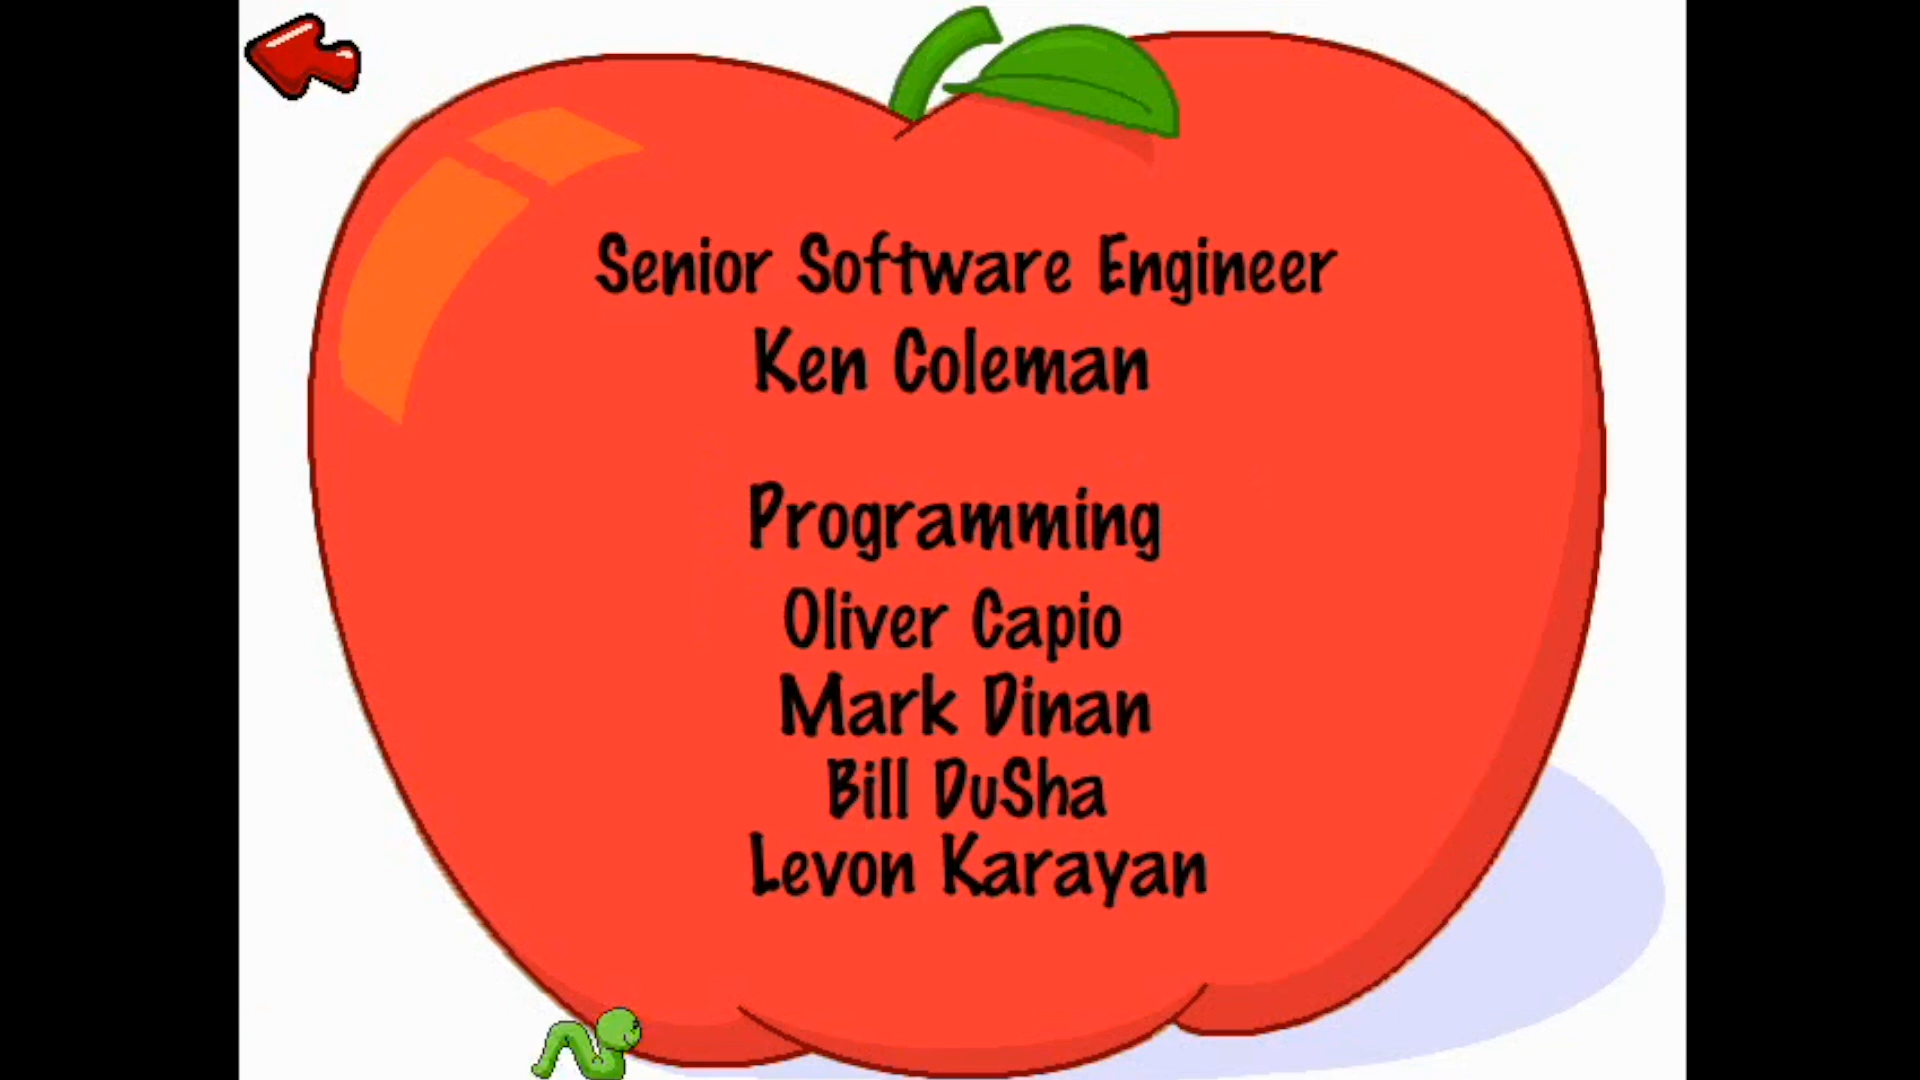 Senior Software Engineer
Ken Coleman
Programming
Oliver Capio
Mark Dinan
Bill DuSha
Levon Karayan